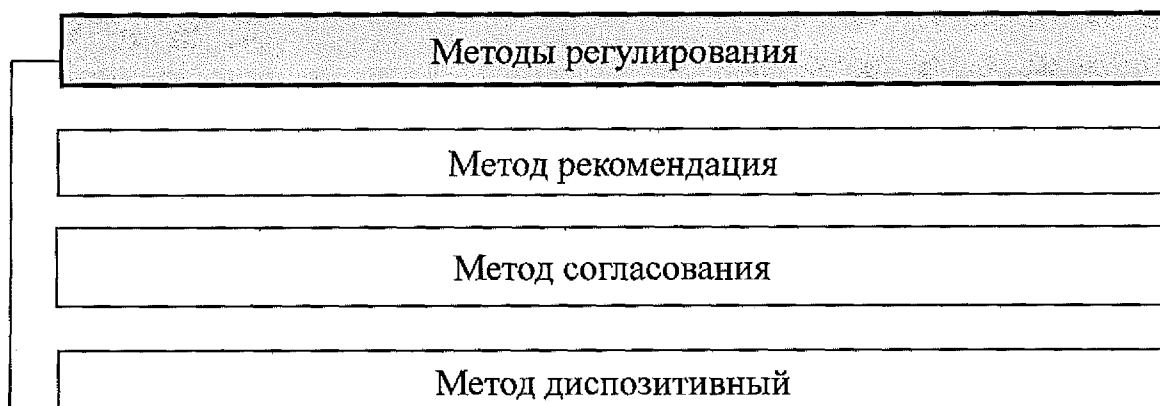 Методы регулирования
Метод рекомендация
Метод согласования
Метод диспозитивный